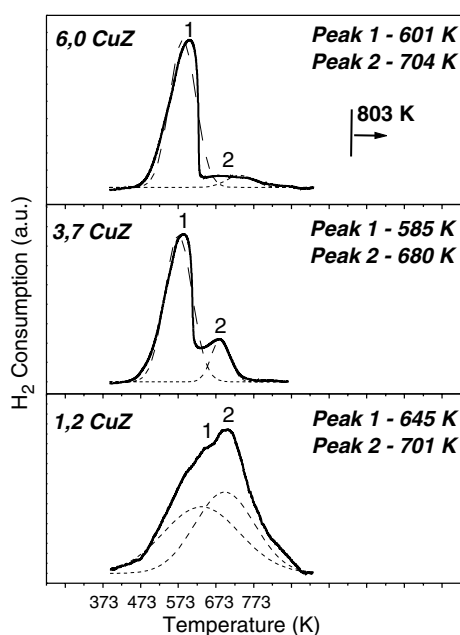 6,0 CuZ
1
2
Peak 1 - 601 K
Peak 2 - 704 K
803 K
3,7 CuZ
1
2
Peak 1 - 585 K
Peak 2 - 680 K
1,2 CuZ
1
2
Peak 1 - 645 K
Peak 2 - 701 K
H₂ Consumption (a.u.)
373 473 573 673 773
Temperature (K)